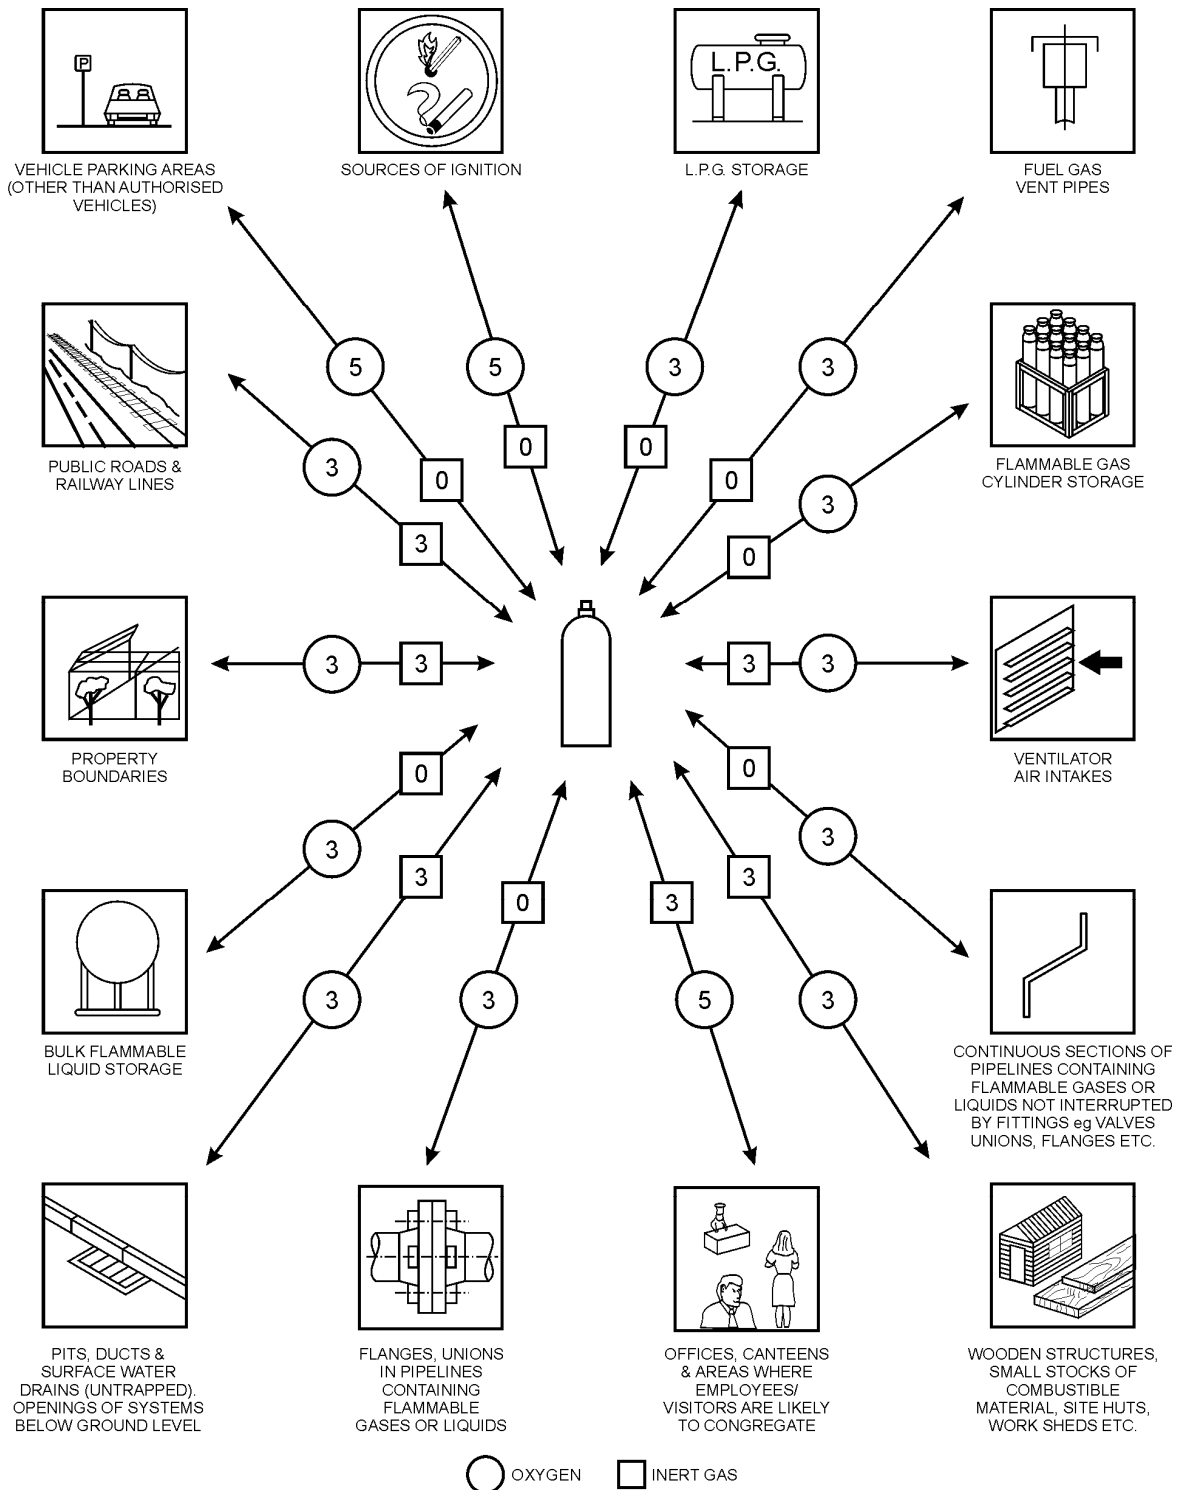 P
L.P.G.
VEHICLE PARKING AREAS
(OTHER THAN AUTHORISED
VEHICLES)
SOURCES OF IGNITION
L.P.G. STORAGE
FUEL GAS
VENT PIPES
5
5
3
3
0
0
0
0
PUBLIC ROADS &
RAILWAY LINES
3
3
FLAMMABLE GAS
CYLINDER STORAGE
3
0
PROPERTY
BOUNDARIES
3
3
3
3
VENTILATOR
AIR INTAKES
0
3
0
3
BULK FLAMMABLE
LIQUID STORAGE
3
0
3
3
3
3
5
3
CONTINUOUS SECTIONS OF
PIPELINES CONTAINING
FLAMMABLE GASES OR
LIQUIDS NOT INTERRUPTED
BY FITTINGS eg VALVES
UNIONS, FLANGES ETC.
PITS, DUCTS &
SURFACE WATER
DRAINS (UNTRAPPED).
OPENINGS OF SYSTEMS
BELOW GROUND LEVEL
FLANGES, UNIONS
IN PIPELINES
CONTAINING
FLAMMABLE
GASES OR LIQUIDS
OFFICES, CANTEENS
& AREAS WHERE
EMPLOYEES/
VISITORS ARE LIKELY
TO CONGREGATE
WOODEN STRUCTURES,
SMALL STOCKS OF
COMBUSTIBLE
MATERIAL, SITE HUTS,
WORK SHEDS ETC.
OXYGEN
INERT GAS